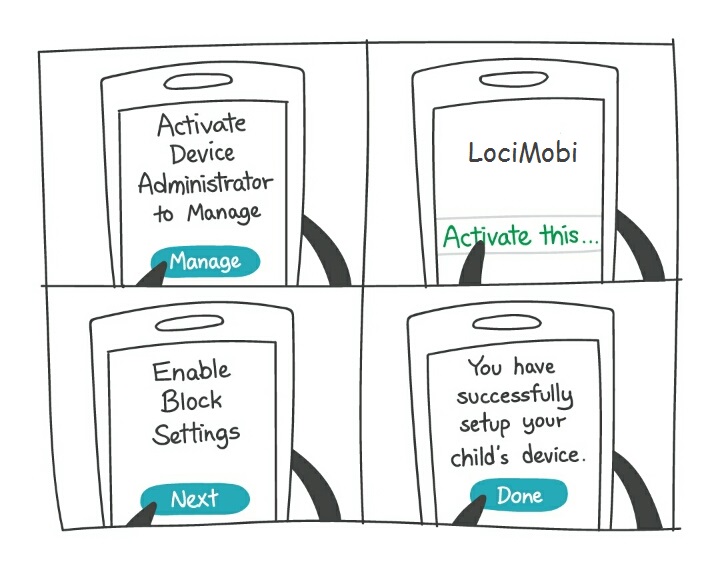 Activate
Device
Administrator
to Manage
Manage
LociMobi
Activate this...
Enable
Block
Settings
Next
You have
successfully
setup your
child's device.
Done